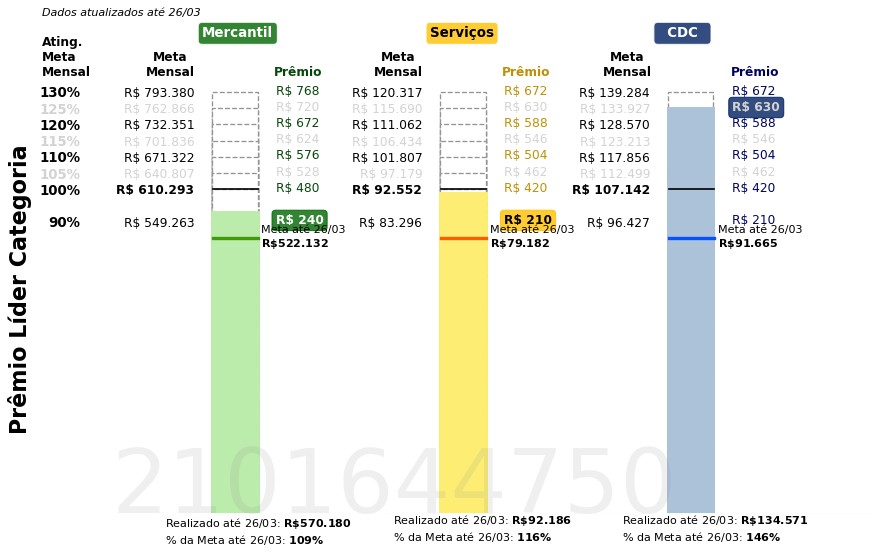 Dados atualizados até 26/03
Mercantil Serviços CDC
Ating.
Meta Meta Meta Meta
Mensal Mensal Prêmio Mensal Prêmio Mensal Prêmio
130% R$ 793.380 R$ 768 R$ 120.317 R$ 672 R$ 139.284 R$ 672
125% R$ 762.866 R$ 720 R$ 115.690 R$ 630 R$ 133.927 R$ 630
120% R$ 732.351 R$ 672 R$ 111.062 R$ 588 R$ 128.570 R$ 588
115% R$ 701.836 R$ 624 R$ 106.434 R$ 546 R$ 123.213 R$ 546
110% R$ 671.322 R$ 576 R$ 101.807 R$ 504 R$ 117.856 R$ 504
105% R$ 640.807 R$ 528 R$ 97.179 R$ 462 R$ 112.499 R$ 462
100% R$ 610.293 R$ 480 R$ 92.552 R$ 420 R$ 107.142 R$ 420
90% R$ 549.263 R$ 240 R$ 83.296 R$ 210 R$ 96.427 R$ 210
Meta até 26/03 Meta até 26/03 Meta até 26/03
R$522.132 R$79.182 R$91.665
Prêmio Líder Categoria
2101644750
Realizado até 26/03: R$570.180 Realizado até 26/03: R$92.186 Realizado até 26/03: R$134.571
% da Meta até 26/03: 109% % da Meta até 26/03: 116% % da Meta até 26/03: 146%